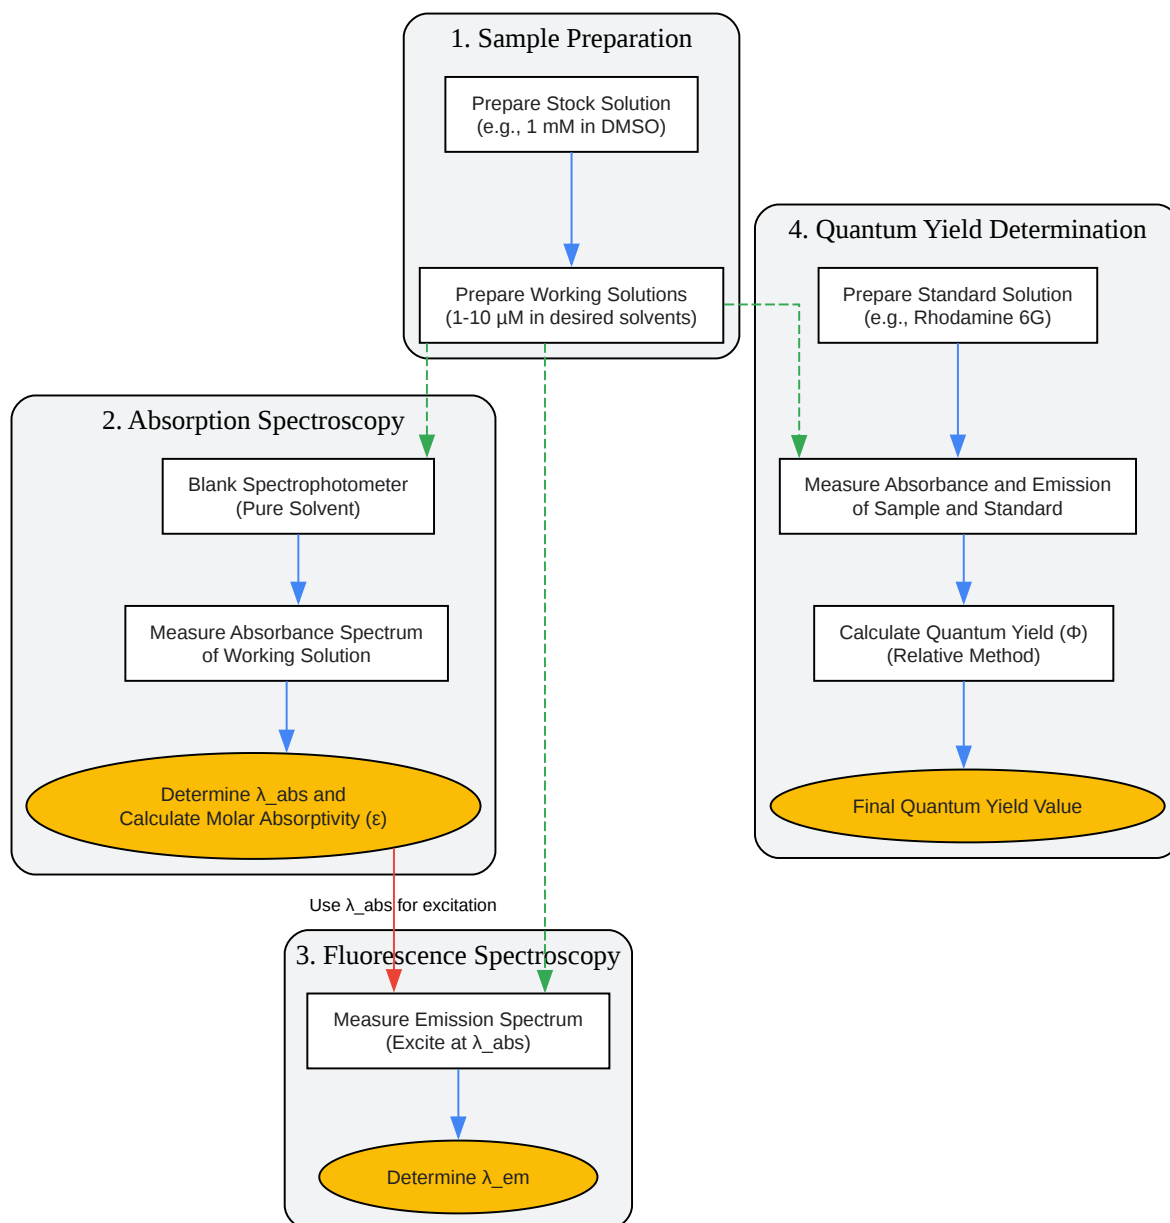 1. Sample Preparation
Prepare Stock Solution
(e.g., 1 mM in DMSO)
Prepare Working Solutions
(1-10 µM in desired solvents)
2. Absorption Spectroscopy
Blank Spectrophotometer
(Pure Solvent)
Measure Absorbance Spectrum
of Working Solution
Determine λ_abs and
Calculate Molar Absorptivity (ε)
Use λ_abs for excitation
3. Fluorescence Spectroscopy
Measure Emission Spectrum
(Excite at λ_abs)
Determine λ_em
4. Quantum Yield Determination
Prepare Standard Solution
(e.g., Rhodamine 6G)
Measure Absorbance and Emission
of Sample and Standard
Calculate Quantum Yield (Φ)
(Relative Method)
Final Quantum Yield Value